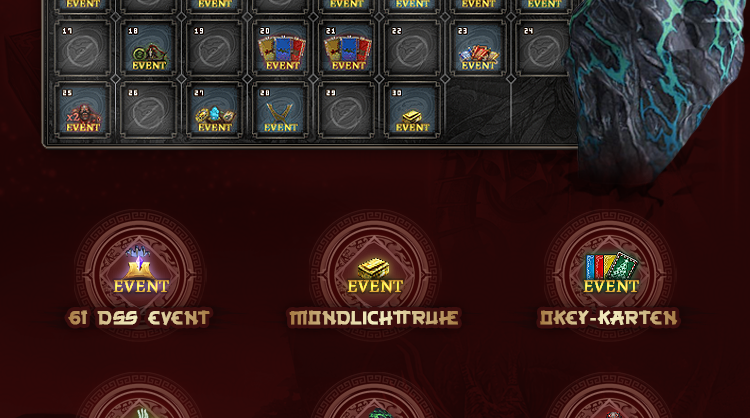 EVENT EVENT EVENT EVENT EVENT
17 18 19 20 21 22 23 24
EVENT EVENT EVENT EVENT
25 26 27 28 29 30
x2
EVENT EVENT EVENT EVENT
EVENT EVENT EVENT
61 DSS EVENT MONDLICHTTRUHE OKEY-KARTEN